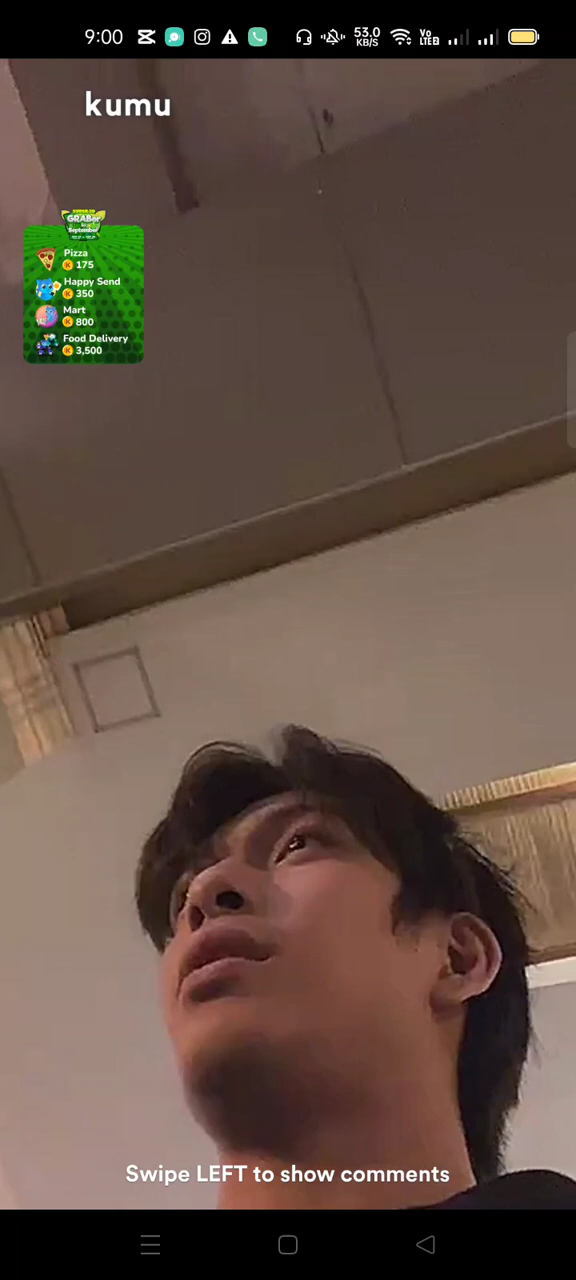 9:00
53.0
KB/S
Vo
LTE 2
kumu
GRABer
September
Pizza
175
Happy Send
350
Mart
800
Food Delivery
3,500
Swipe LEFT to show comments